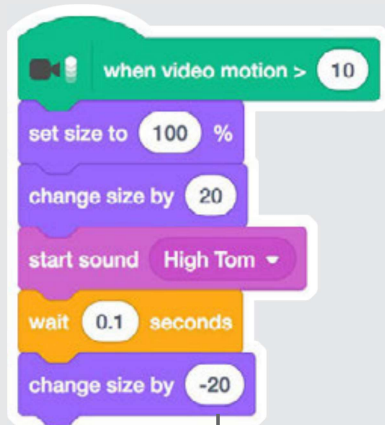 when video motion > 10
set size to 100 %
change size by 20
start sound High Tom
wait 0.1 seconds
change size by -20